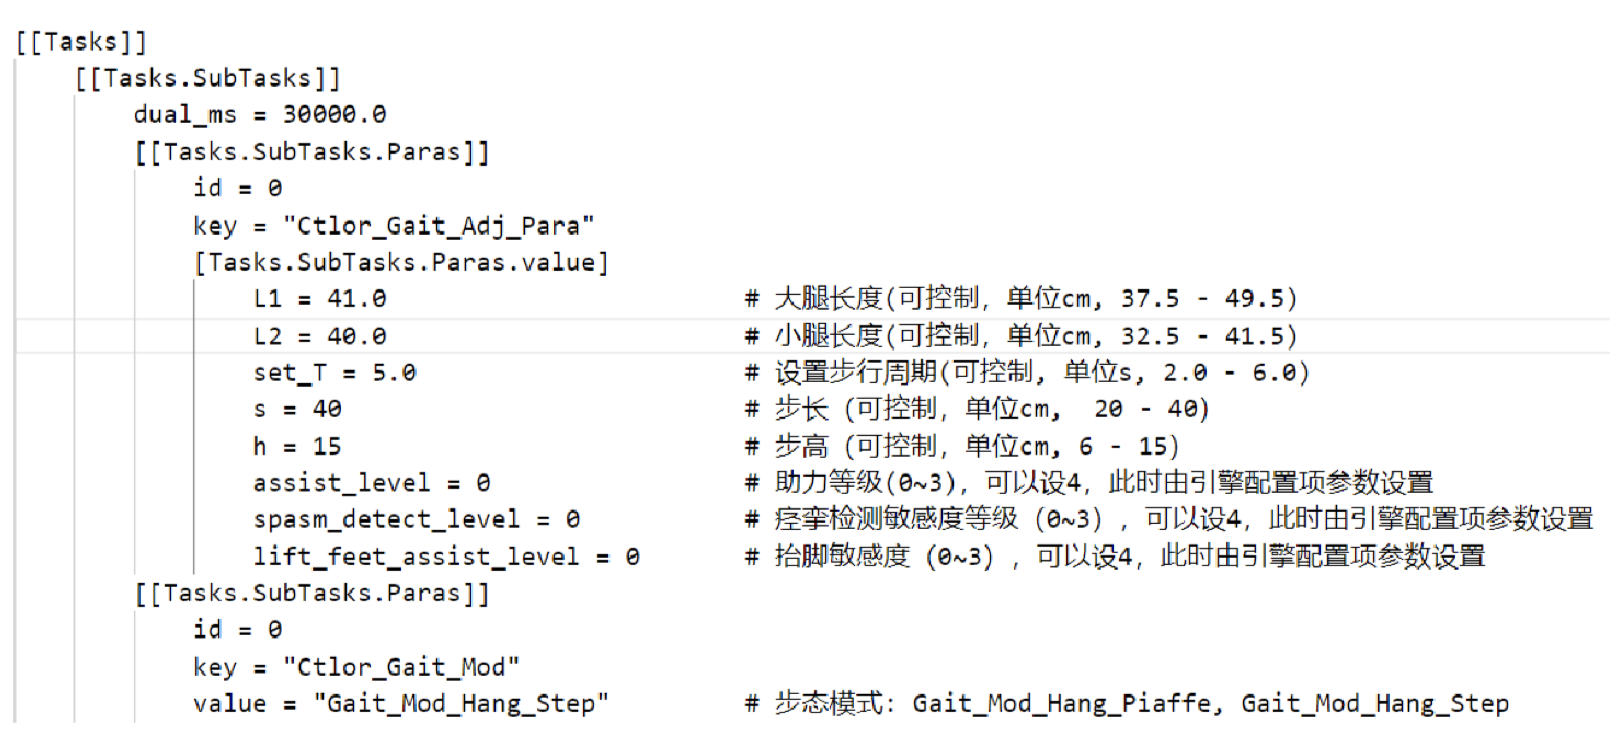 [[Tasks]]
[[Tasks.SubTasks]]
dual_ms = 30000.0
[[Tasks.SubTasks.Paras]]
id = 0
key = "Ctlor_Gait_Adj_Para"
[Tasks.SubTasks.Paras.value]
L1 = 41.0 # 大腿长度(可控制，单位cm, 37.5 - 49.5)
L2 = 40.0 # 小腿长度(可控制，单位cm, 32.5 - 41.5)
set_T = 5.0 # 设置步行周期(可控制, 单位s, 2.0 - 6.0)
s = 40 # 步长 (可控制，单位cm, 20 - 40)
h = 15 # 步高 (可控制，单位cm, 6 - 15)
assist_level = 0 # 助力等级(0~3)，可以设4，此时由引擎配置项参数设置
spasm_detect_level = 0 # 痉挛检测敏感度等级 (0~3) ，可以设4，此时由引擎配置项参数设置
lift_feet_assist_level = 0 # 抬脚敏感度 (0~3) ，可以设4，此时由引擎配置项参数设置
[[Tasks.SubTasks.Paras]]
id = 0
key = "Ctlor_Gait_Mod"
value = "Gait_Mod_Hang_Step" # 步态模式: Gait_Mod_Hang_Piaffe, Gait_Mod_Hang_Step